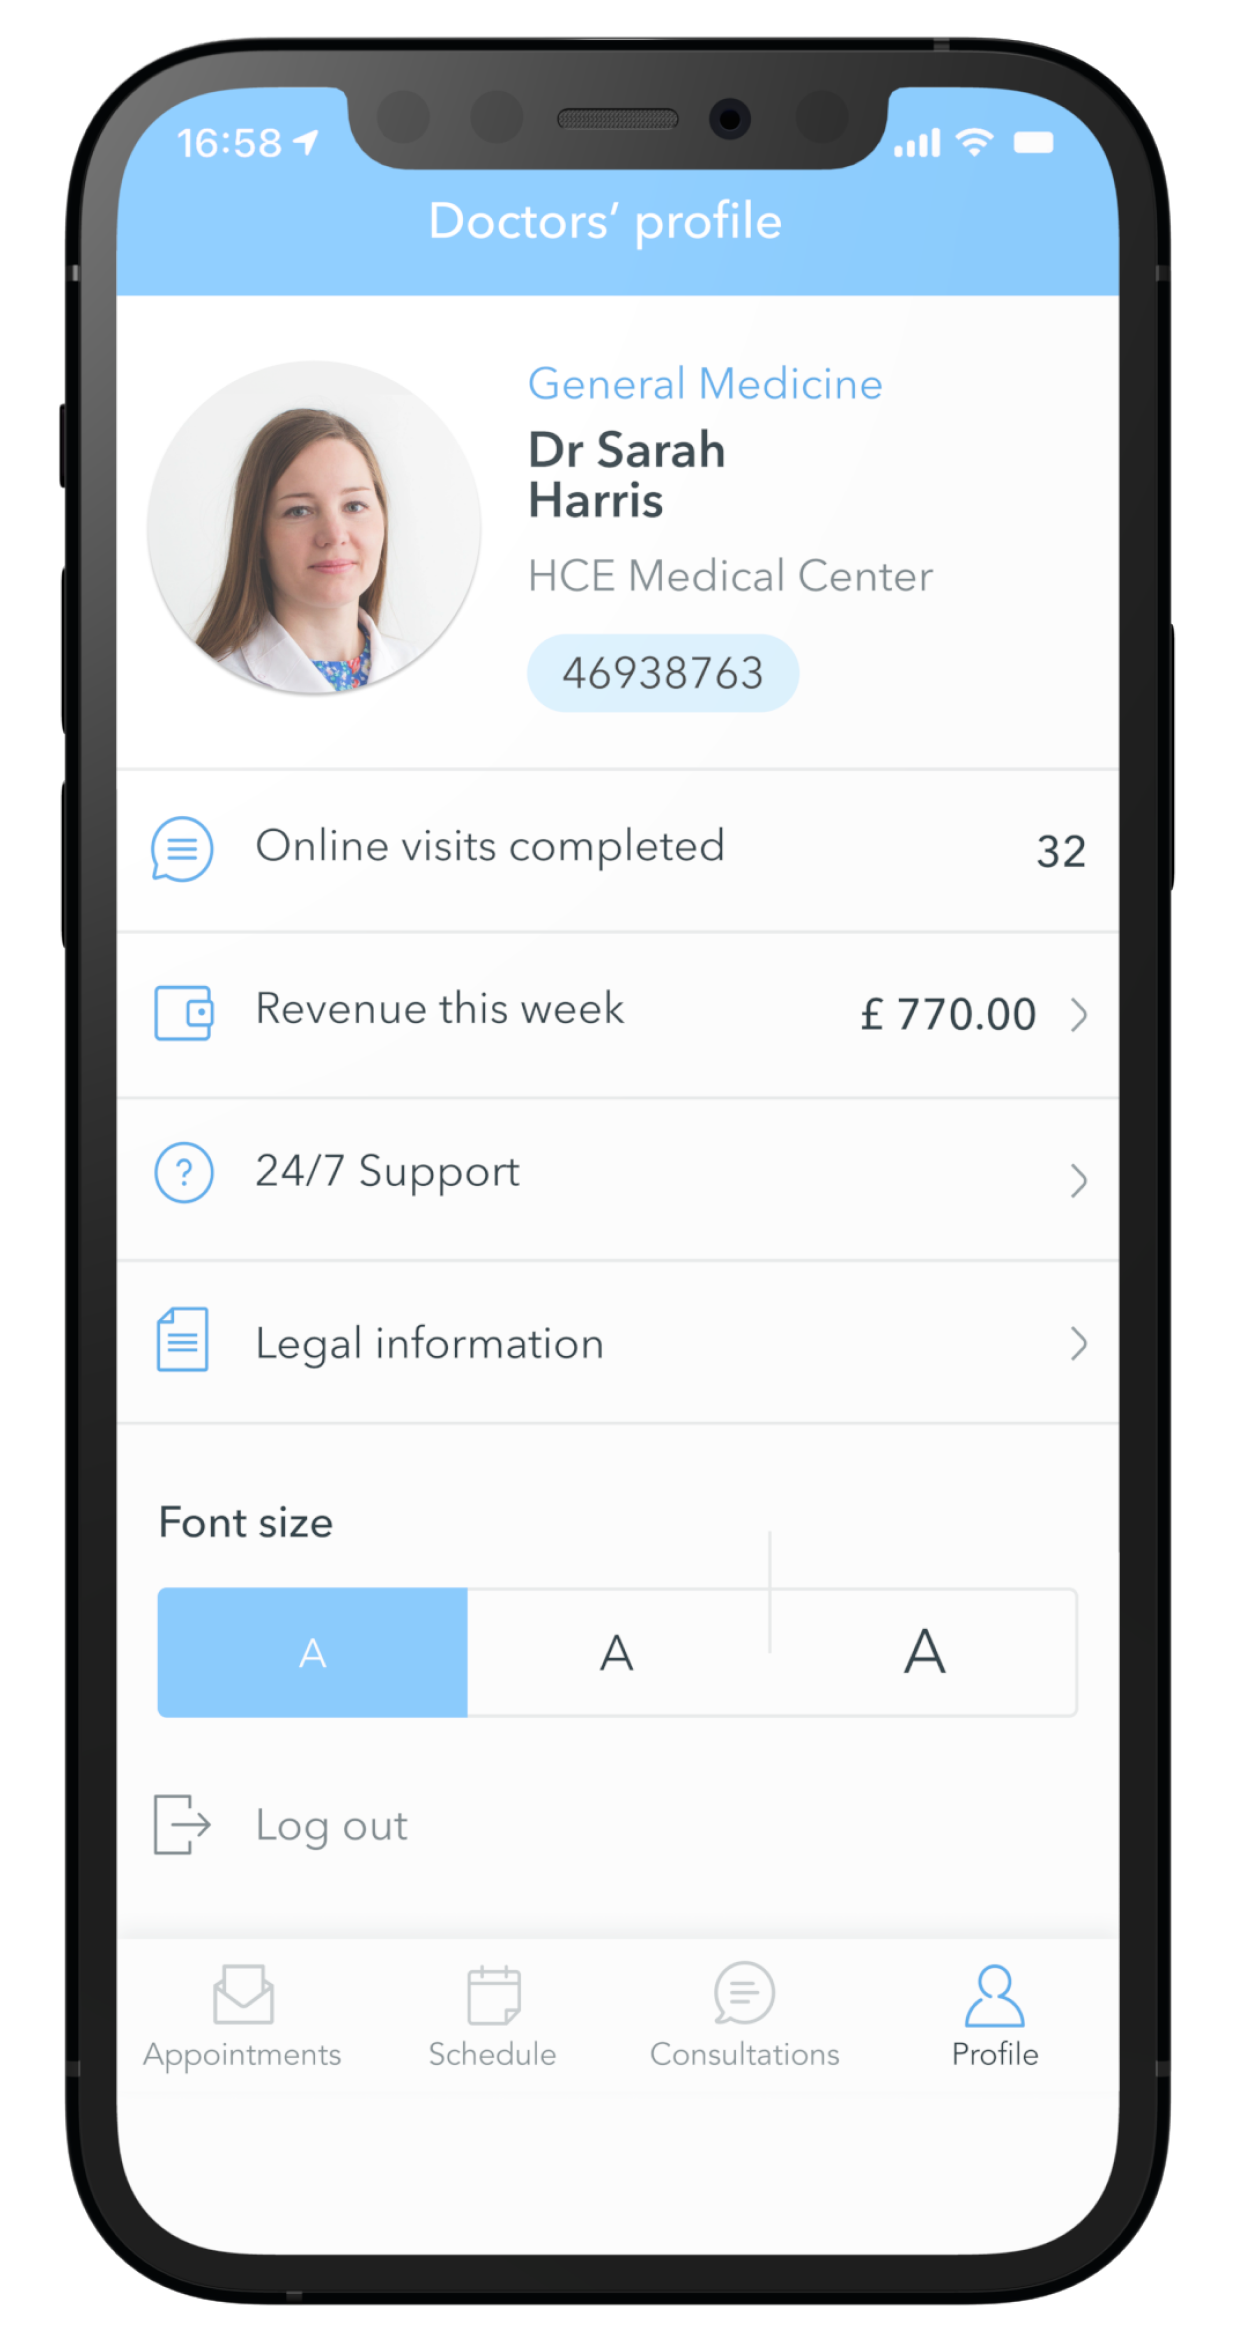 16:58
Doctors’ profile
General Medicine
Dr Sarah
Harris
HCE Medical Center
46938763
Online visits completed 32
Revenue this week £ 770.00
? 24/7 Support
Legal information
Font size
A A A
Log out
Appointments Schedule Consultations Profile